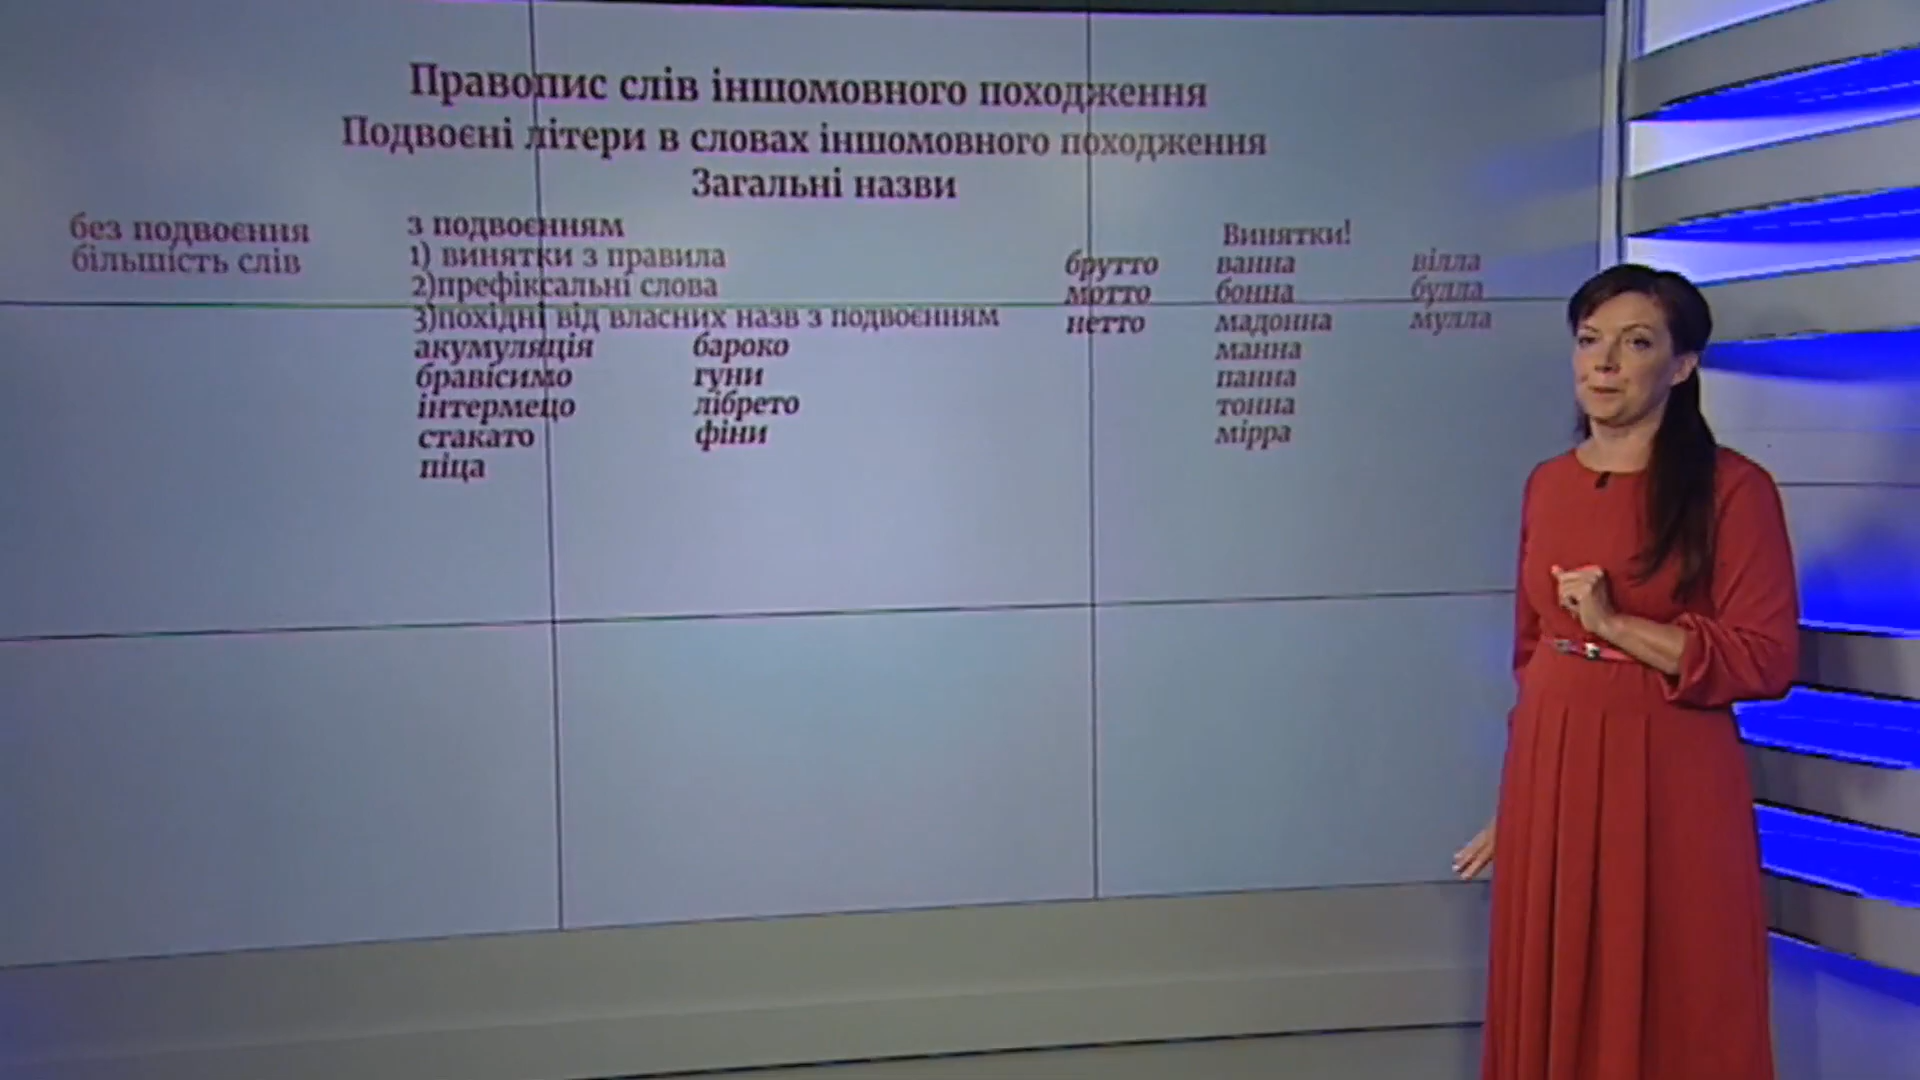 Правопис слів іншомовного походження
Подвоєні літери в словах іншомовного походження
Загальні назви
без подвоєння
більшість слів
з подвоєнням
1) винятки з правила
2)префіксальні слова
3)похідні від власних назв з подвоєнням
акумуляція
бравісимо
інтермецо
стакато
піца
бароко
гуни
лібрето
фіни
Винятки!
брутто
мотто
нетто
ванна
бонна
мадонна
манна
панна
тонна
мірра
вілла
булла
мулла